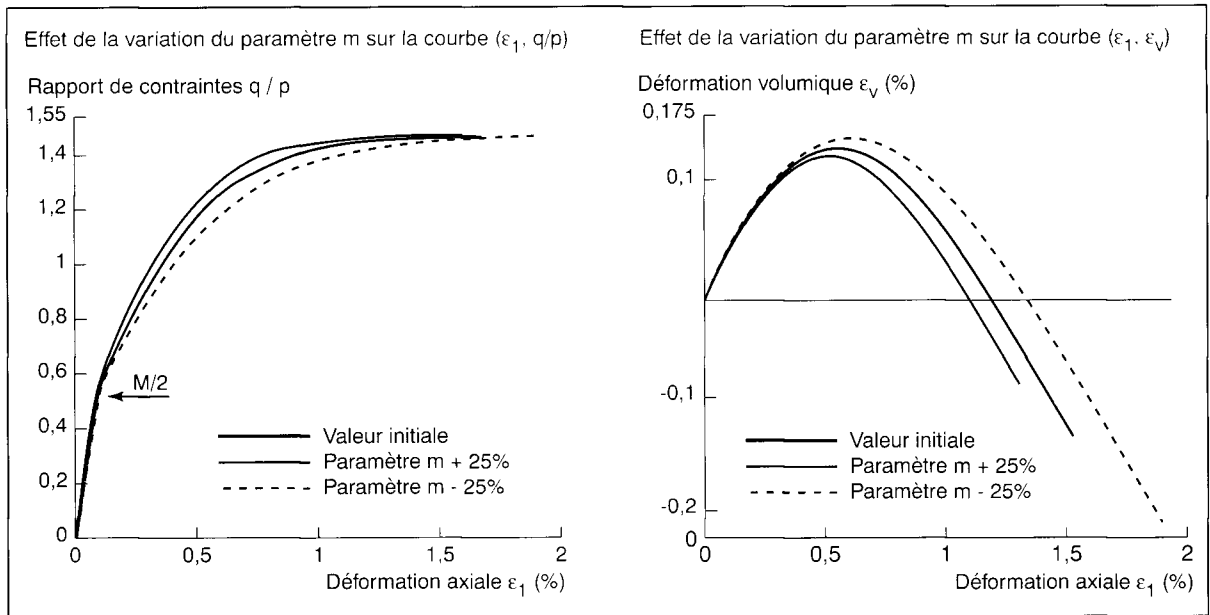 Effet de la variation du paramètre m sur la courbe (ε₁, q/p)
Rapport de contraintes q / p
1,55
1,4
1,2
1
0,8
0,6
M/2
0,4
0,2
0
Valeur initiale
Paramètre m + 25%
Paramètre m - 25%
0
0,5
1
1,5
2
Déformation axiale ε₁ (%)
Effet de la variation du paramètre m sur la courbe (ε₁. εᵥ)
Déformation volumique εᵥ (%)
0,175
0,1
-0,1
-0,2
0
Valeur initiale
Paramètre m + 25%
Paramètre m - 25%
0
0,5
1
1,5
2
Déformation axiale ε₁ (%)